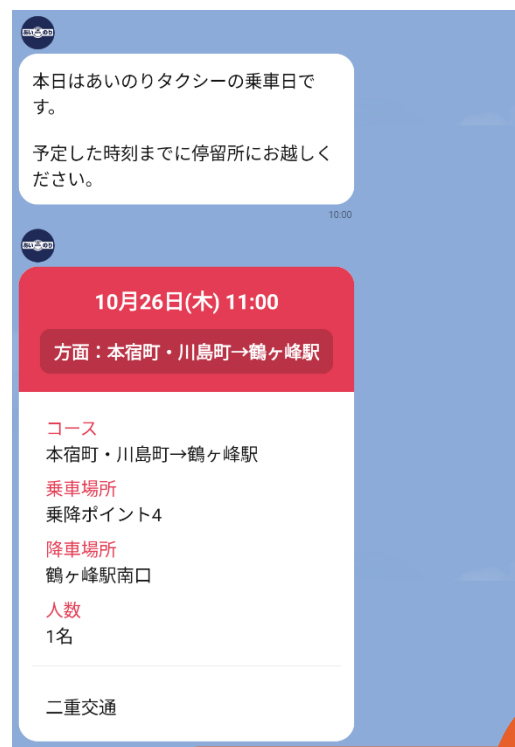 本日はあいのりタクシーの乗車日で
す。
予定した時刻までに停留所にお越しく
ださい。
10:00
10月26日(木) 11:00
方面：本宿町・川島町→鶴ヶ峰駅
コース
本宿町・川島町→鶴ヶ峰駅
乗車場所
乗降ポイント4
降車場所
鶴ヶ峰駅南口
人数
1名
二重交通